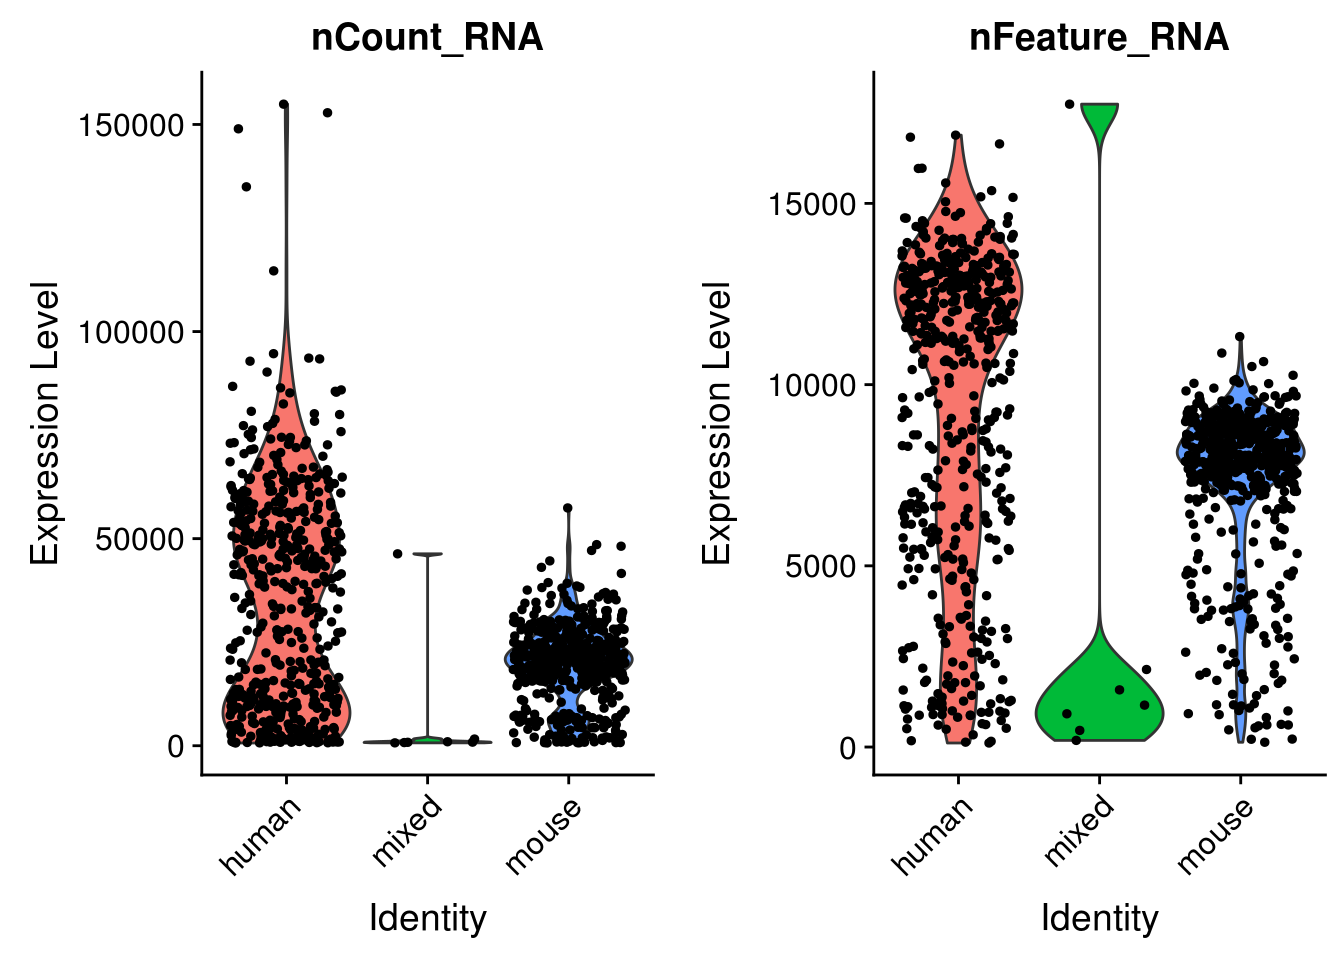 nCount_RNA
Expression Level
150000
100000
50000
0
human
mixed
mouse
Identity
nFeature_RNA
Expression Level
15000
10000
5000
0
human
mixed
mouse
Identity